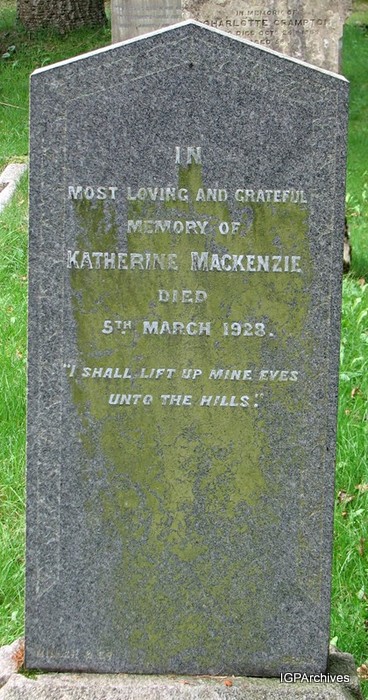 IN MEMORY OF
CHARLOTTE CRAMPTON
IN
MOST LOVING AND GRATEFUL
MEMORY OF
KATHERINE MACKENZIE
DIED
5TH MARCH 1928.
"I SHALL LIFT UP MINE EYES
UNTO THE HILLS."
IGPArchives